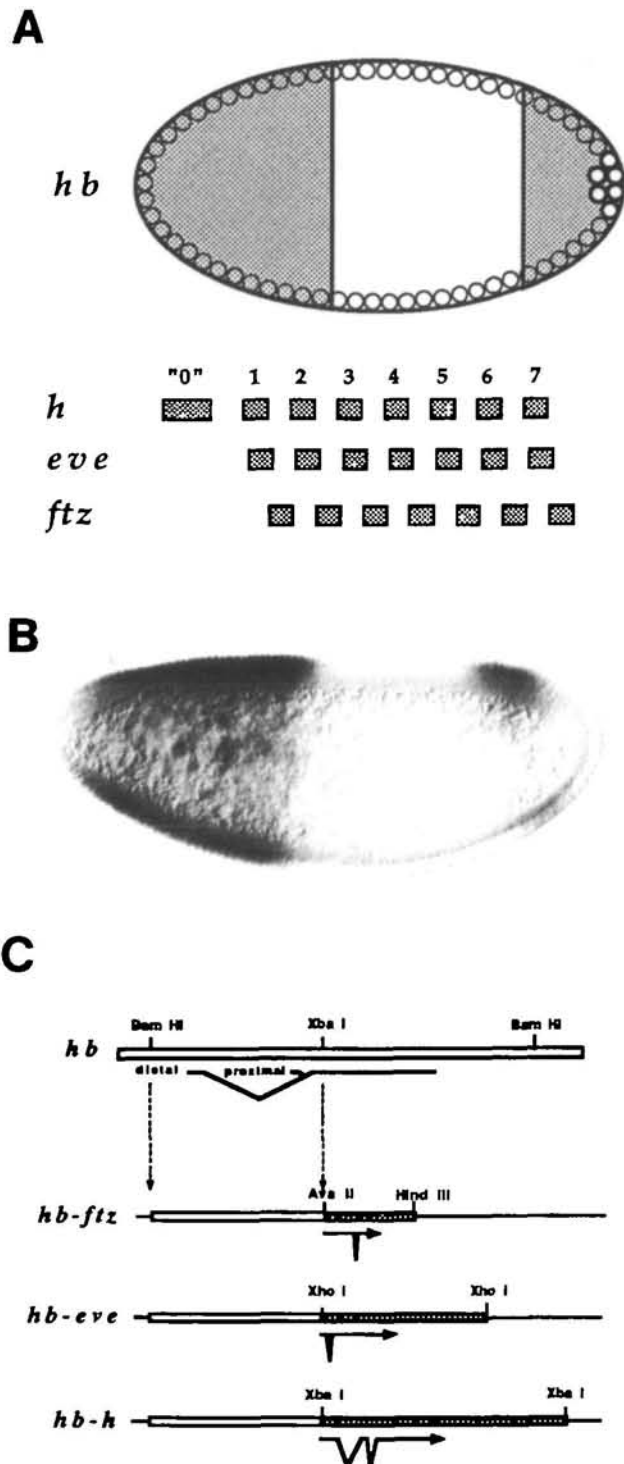 A
hb
"0" 1 2 3 4 5 6 7
h
eve
ftz
B
C
Bam HI Xba I Bam HI
hb
distal proximal
Ava II Hind III
hb-ftz
Xho I Xho I
hb-eve
Xba I Xba I
hb-h